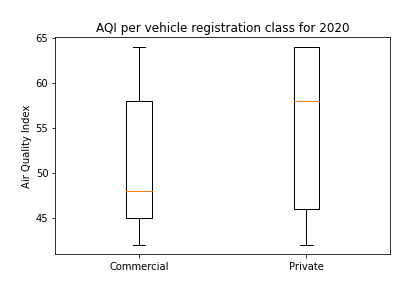 AQI per vehicle registration class for 2020
65
60
55
50
45
Air Quality Index
Commercial
Private